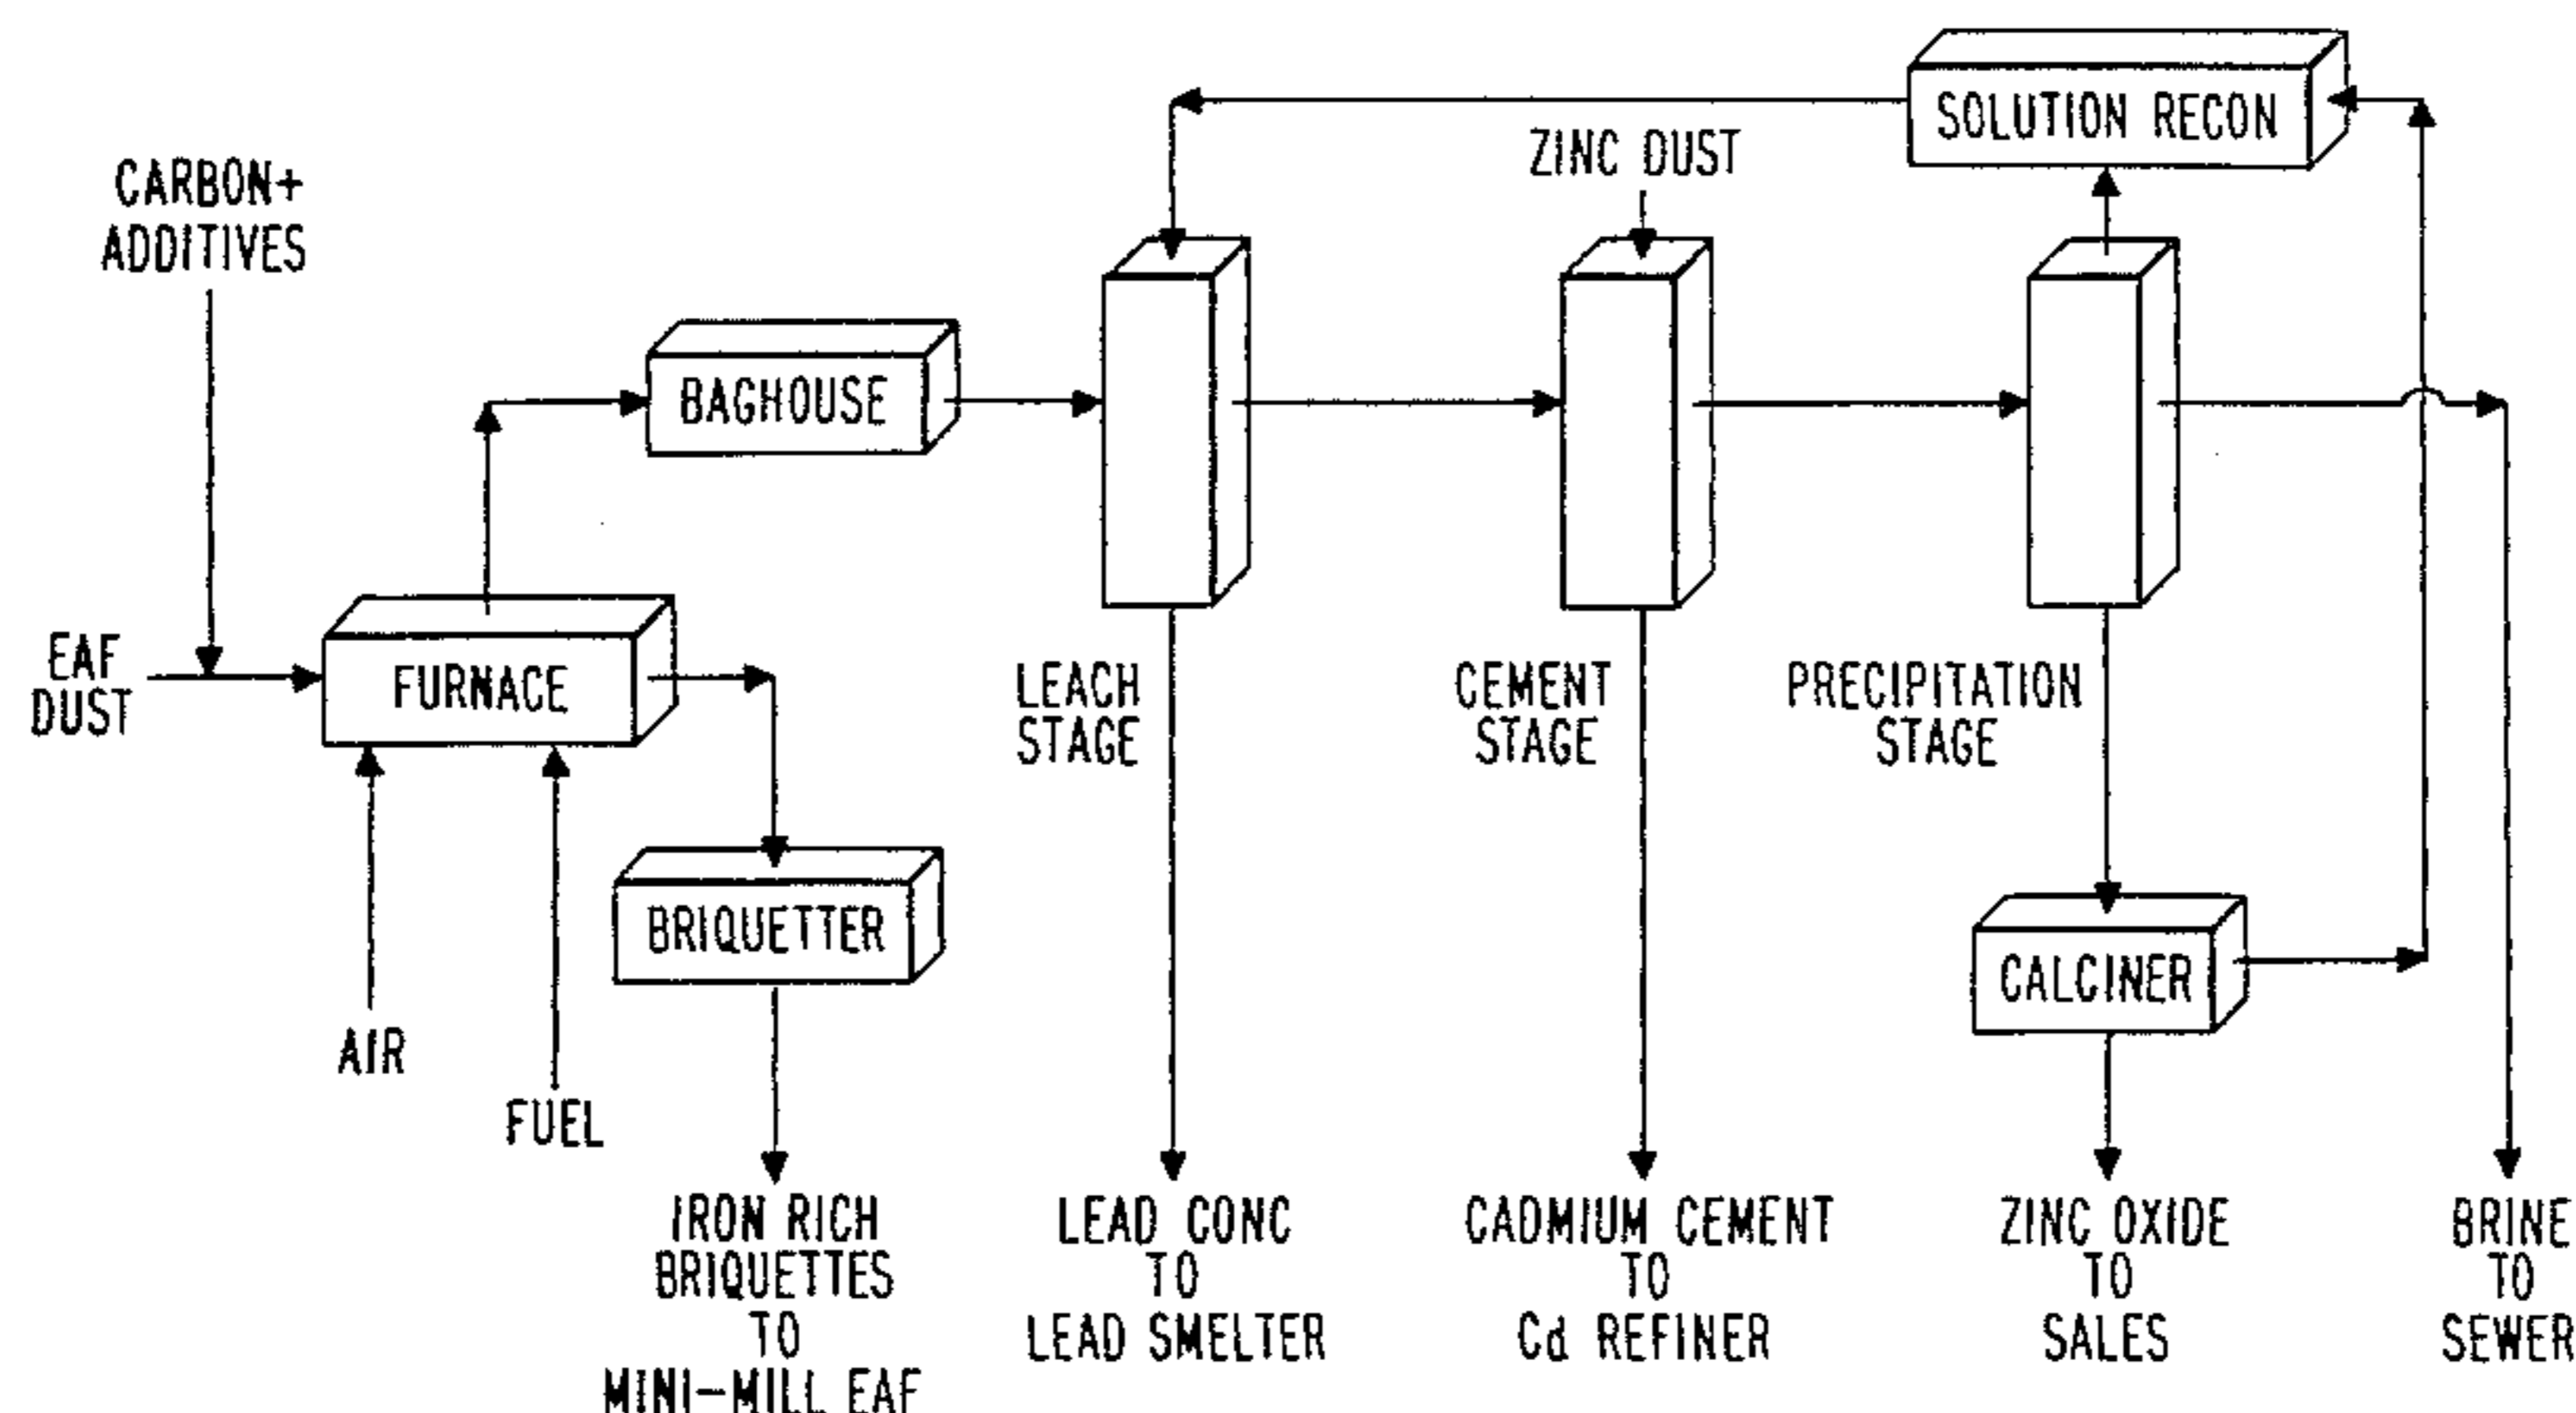 SOLUTION RECON
ZINC DUST
CARBON+
ADDITIVES
BAGHOUSE
EAF
DUST
FURNACE
LEACH
STAGE
CEMENT
STAGE
PRECIPITATION
STAGE
BRIQUETTER
CALCINER
AIR
FUEL
IRON RICH
BRIQUETTES
TO
MINI-MILL EAF
LEAD CONC
TO
LEAD SMELTER
CADMIUM CEMENT
TO
Cd REFINER
ZINC OXIDE
TO
SALES
BRINE
TO
SEWER